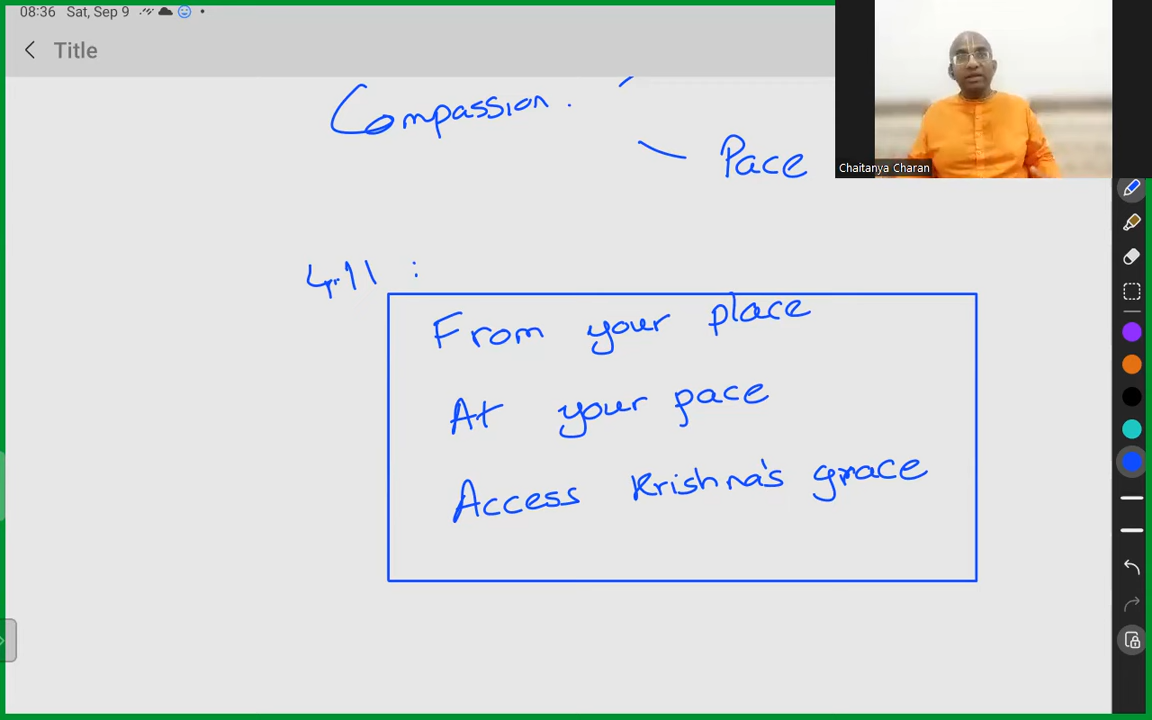 08:36 Sat, Sep 9
Title
Chaitanya Charan
Compassion.
Pace
4.11 :
From your place
At your pace
Access Krishna's grace